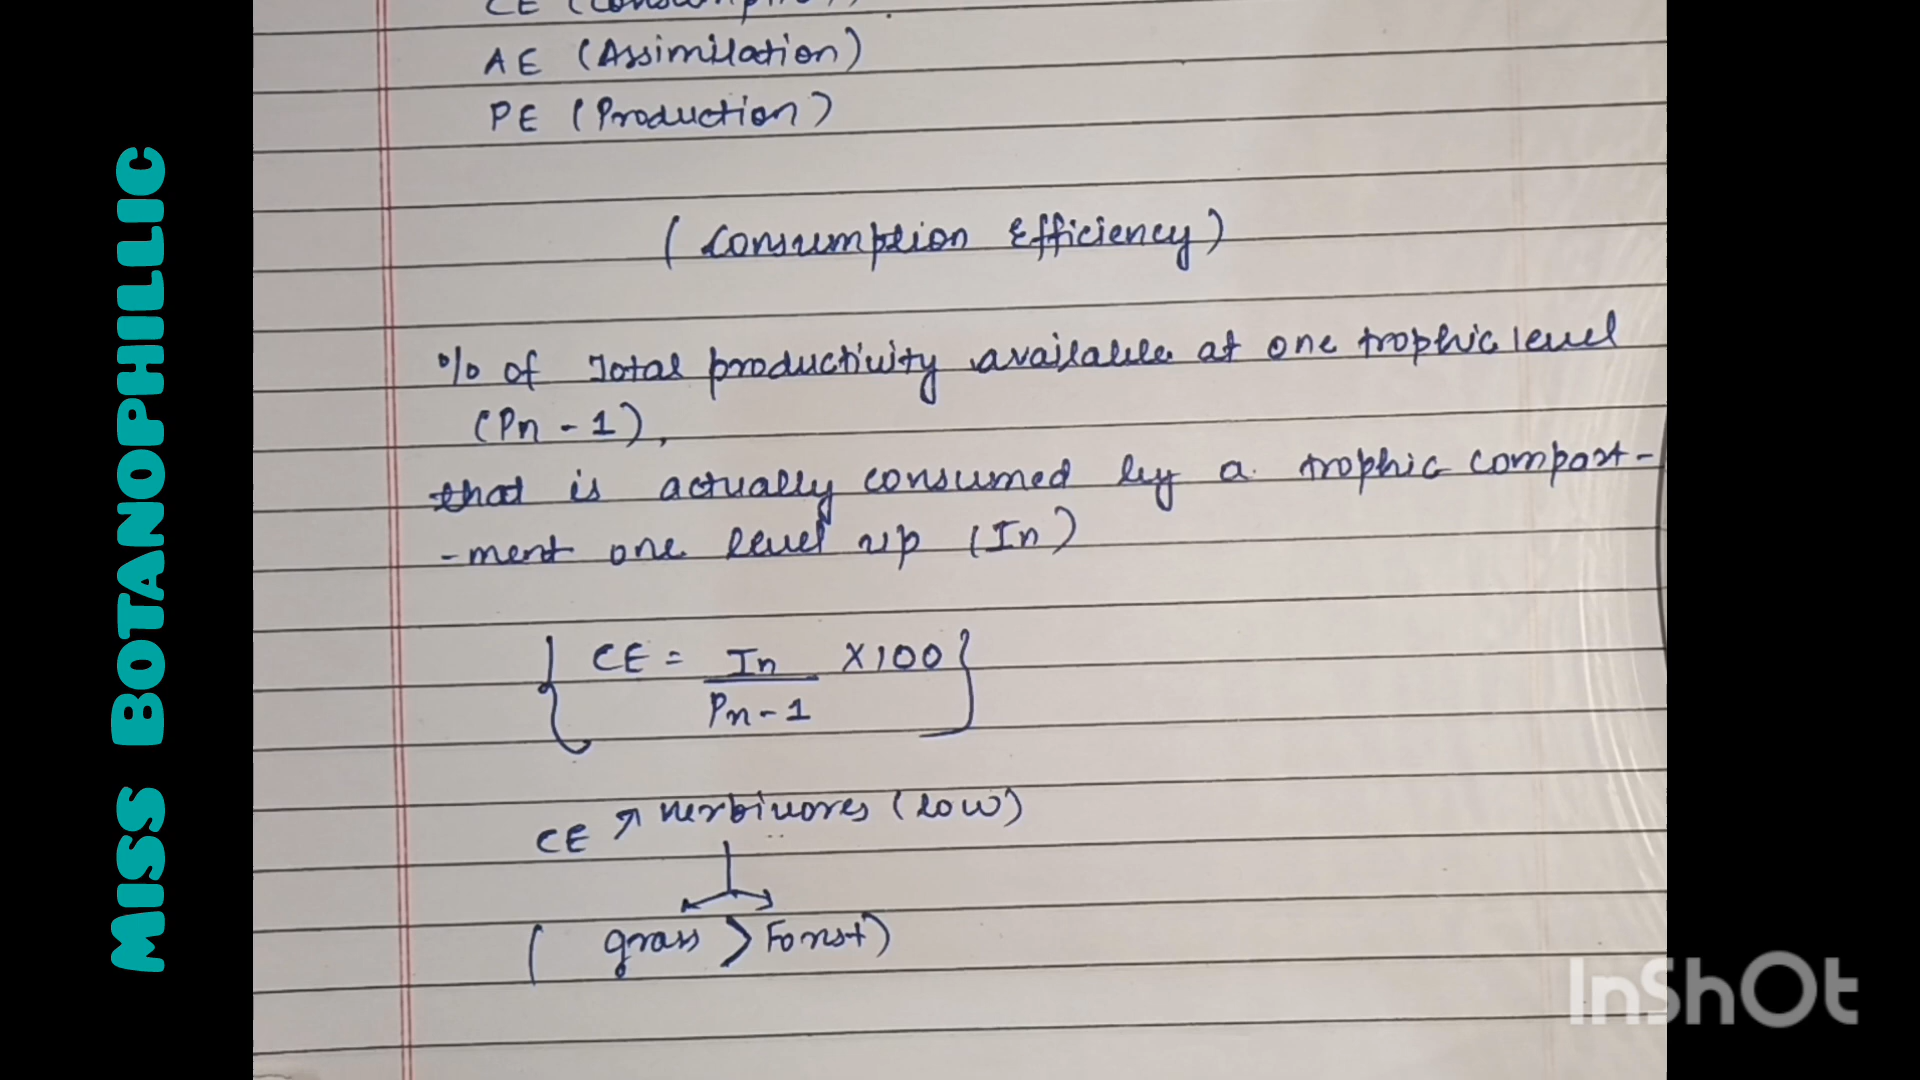 CE (Consumption)
AE (Assimilation)
PE (Production)
(Consumption Efficiency)
% of Total productivity available at one trophic level
(Pn - 1),
that is actually consumed by a trophic compart-
-ment one level up (In)
{ CE = In / Pn-1 X100 }
CE ↗ herbivores (low)
( grass > Forest)
MISS BOTANOPHILLIC
InShOt